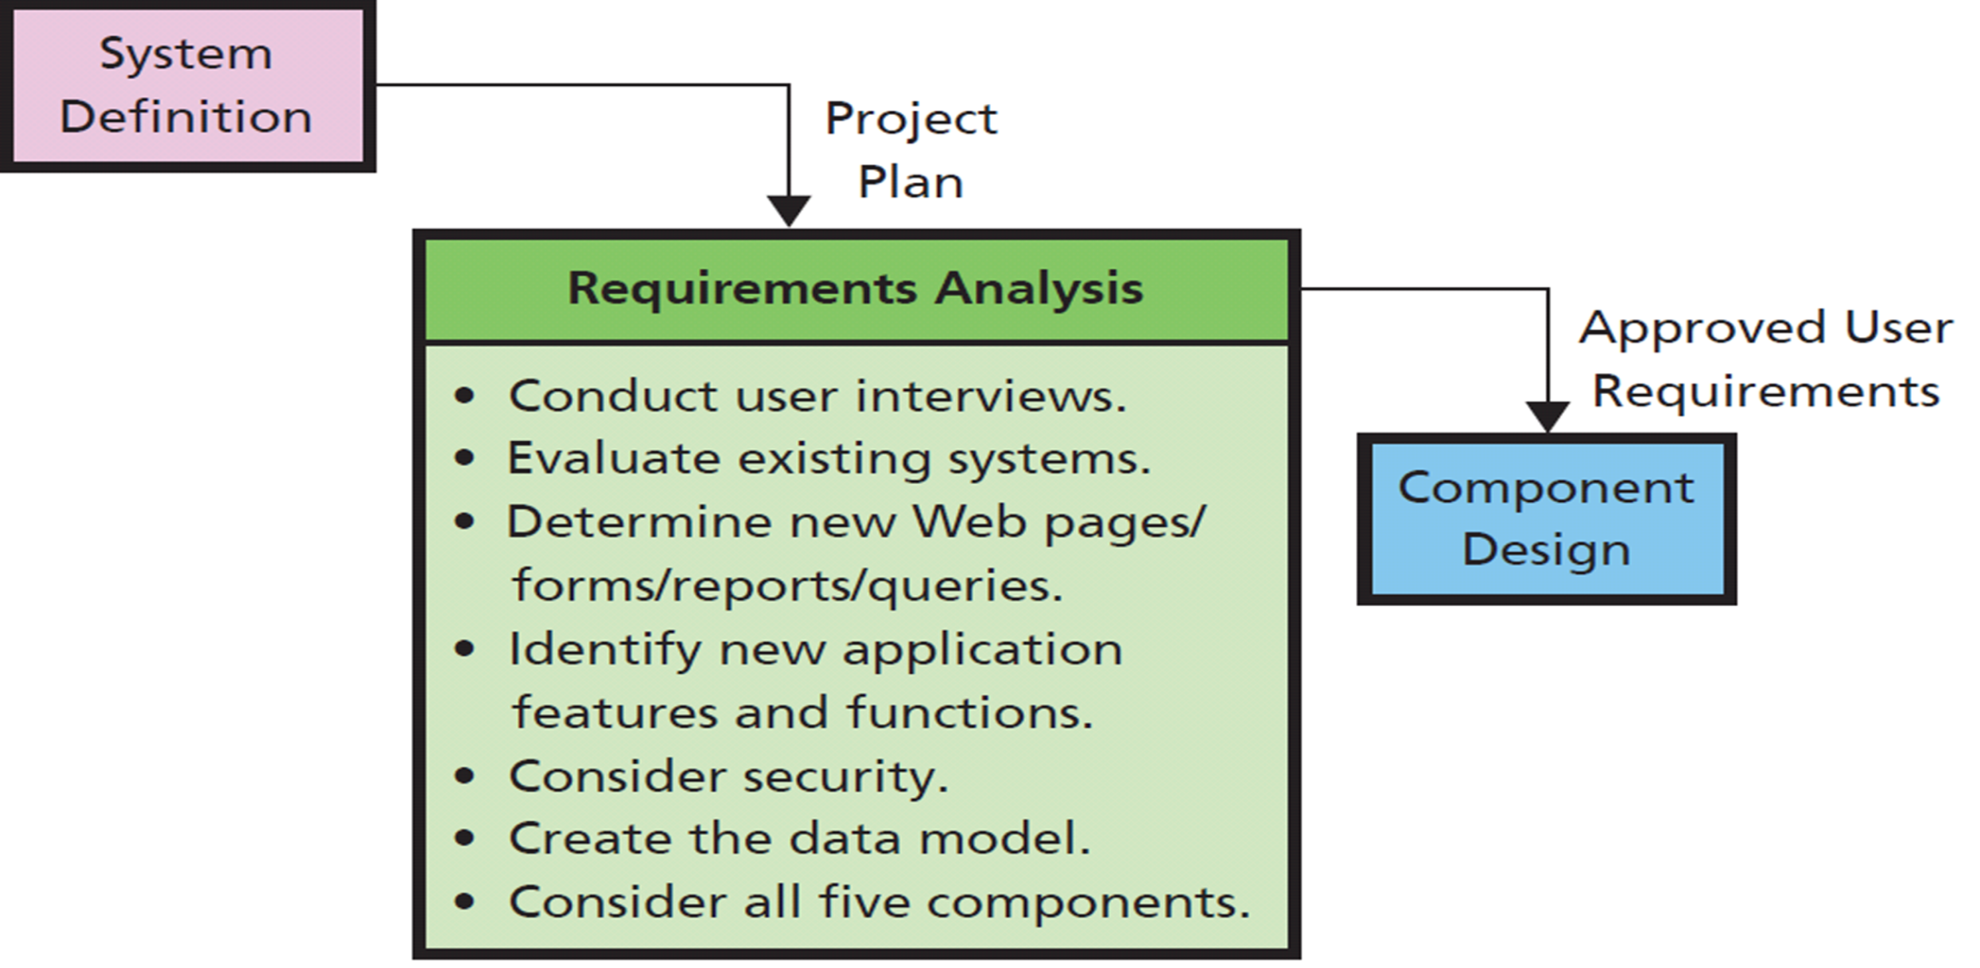 System
Definition
Project
Plan
Requirements Analysis
• Conduct user interviews.
• Evaluate existing systems.
• Determine new Web pages/
forms/reports/queries.
• Identify new application
features and functions.
• Consider security.
• Create the data model.
• Consider all five components.
Approved User
Requirements
Component
Design